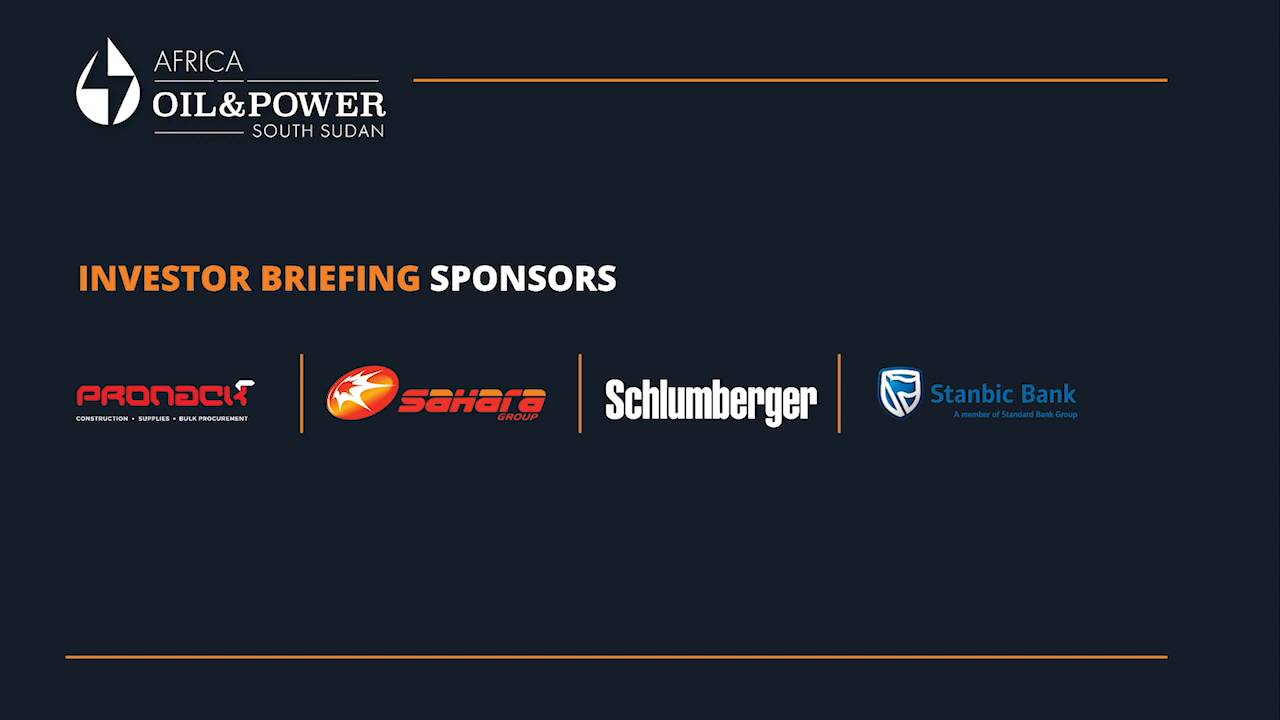 AFRICA
OIL&POWER
SOUTH SUDAN
INVESTOR BRIEFING SPONSORS
PRONACK
CONSTRUCTION • SUPPLIES • BULK PROCUREMENT
SAHARA
GROUP
Schlumberger
Stanbic Bank
A member of Standard Bank Group